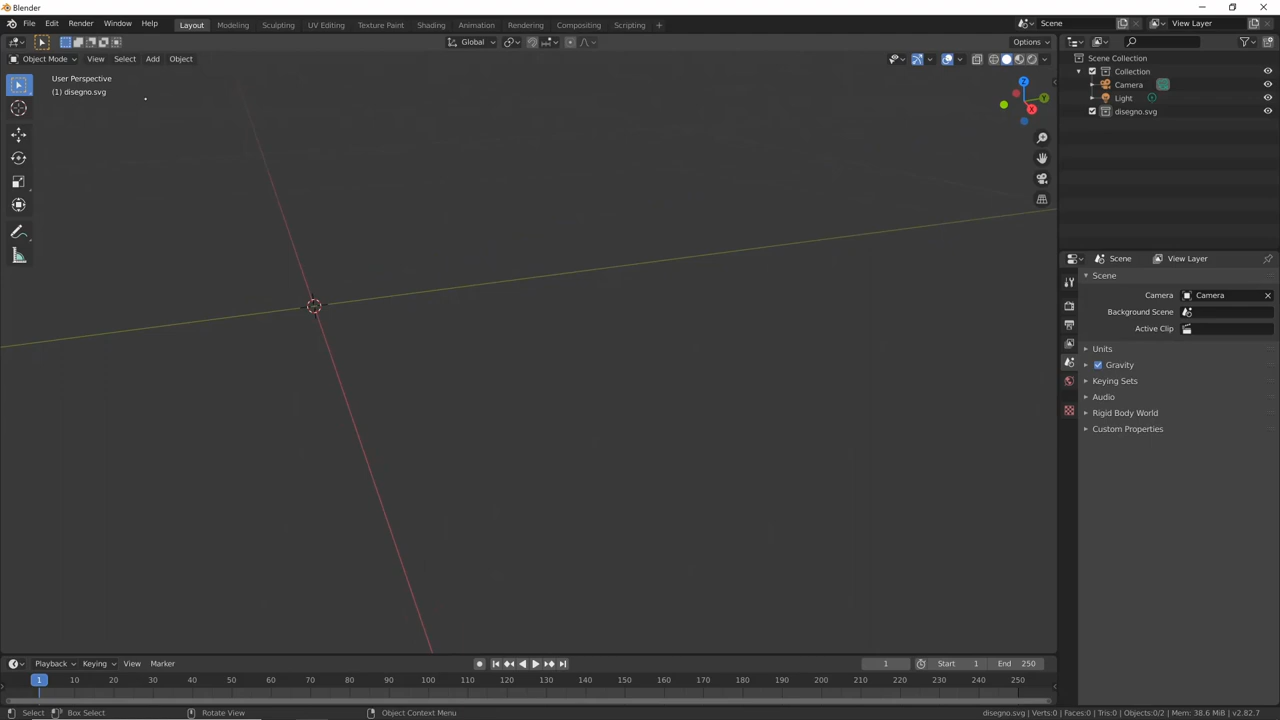 Blender
File Edit Render Window Help Layout Modeling Sculpting UV Editing Texture Paint Shading Animation Rendering Compositing Scripting + Scene View Layer
Global Options
Object Mode View Select Add Object
User Perspective
(1) disegno.svg
Z
Y
X
Scene Collection
Collection
Camera
Light
disegno.svg
Scene View Layer
Scene
Camera Camera
Background Scene
Active Clip
Units
Gravity
Keying Sets
Audio
Rigid Body World
Custom Properties
Playback Keying View Marker 1 Start 1 End 250
1 10 20 30 40 50 60 70 80 90 100 110 120 130 140 150 160 170 180 190 200 210 220 230 240 250
Select Box Select Rotate View Object Context Menu disegno.svg | Verts:0 | Faces:0 | Tris:0 | Objects:0/2 | Mem: 38.6 MiB | v2.82.7